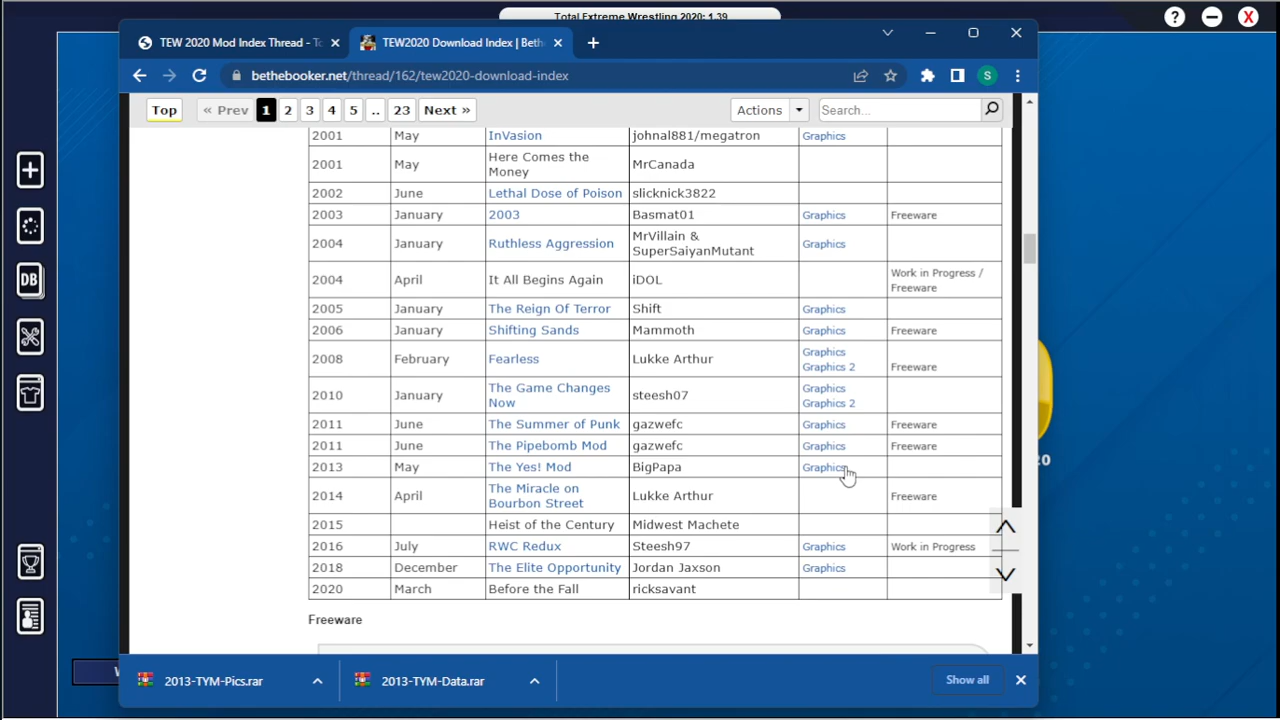 Total Extreme Wrestling 2020: 1.39
? X
TEW 2020 Mod Index Thread - To
TEW2020 Download Index | Beth
bethebooker.net/thread/162/tew2020-download-index
S
Top « Prev 1 2 3 4 5 .. 23 Next » Actions Search...
2001 May InVasion johnal881/megatron Graphics
2001 May Here Comes the Money MrCanada
2002 June Lethal Dose of Poison slicknick3822
2003 January 2003 Basmat01 Graphics Freeware
2004 January Ruthless Aggression MrVillain & SuperSaiyanMutant Graphics
2004 April It All Begins Again iDOL Work in Progress / Freeware
2005 January The Reign Of Terror Shift Graphics
2006 January Shifting Sands Mammoth Graphics Freeware
2008 February Fearless Lukke Arthur Graphics Graphics 2 Freeware
2010 January The Game Changes Now steesh07 Graphics Graphics 2
2011 June The Summer of Punk gazwefc Graphics Freeware
2011 June The Pipebomb Mod gazwefc Graphics Freeware
2013 May The Yes! Mod BigPapa Graphics
2014 April The Miracle on Bourbon Street Lukke Arthur Freeware
2015 Heist of the Century Midwest Machete
2016 July RWC Redux Steesh97 Graphics Work in Progress
2018 December The Elite Opportunity Jordan Jaxson Graphics
2020 March Before the Fall ricksavant
Freeware
2013-TYM-Pics.rar 2013-TYM-Data.rar Show all
DB
20
W